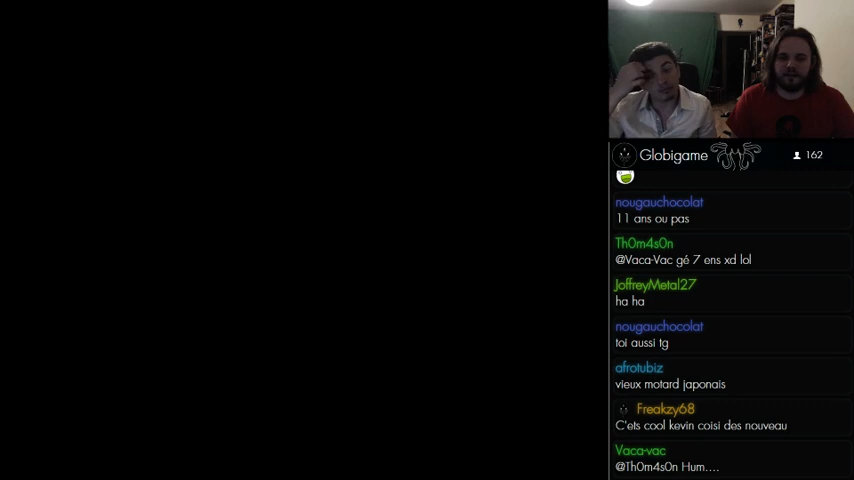 Globigame 162
nougauchocolat
11 ans ou pas
Th0m4s0n
@Vaca-Vac gé 7 ens xd lol
JoffreyMetal27
ha ha
nougauchocolat
toi aussi tg
afrotubiz
vieux motard japonais
Freakzy68
C'ets cool kevin coisi des nouveau
Vaca-vac
@Th0m4s0n Hum....